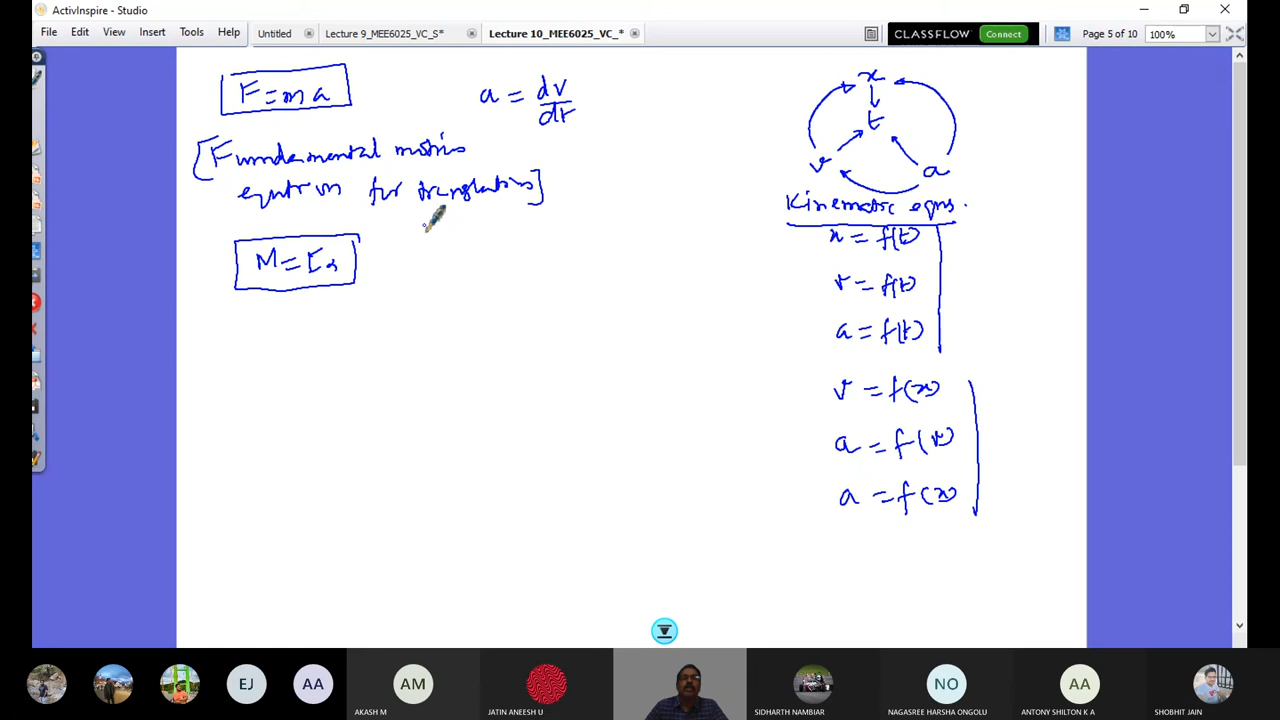 ActivInspire - Studio
File Edit View Insert Tools Help
Untitled
Lecture 9_MEE6025_VC_S*
Lecture 10_MEE6025_VC_*
CLASSFLOW Connect
Page 5 of 10
100%
F = ma
a = dv/dt
[Fundamental motion
equtron for translation]
M = Iα
x
t
v
a
Kinematic eqns.
x = f(t)
v = f(t)
a = f(t)
v = f(x)
a = f(v)
a = f(x)
EJ
AA
AM
NO
AA
AKASH M
JATIN ANEESH U
SIDHARTH NAMBIAR
NAGASREE HARSHA ONGOLU
ANTONY SHILTON K A
SHOBHIT JAIN